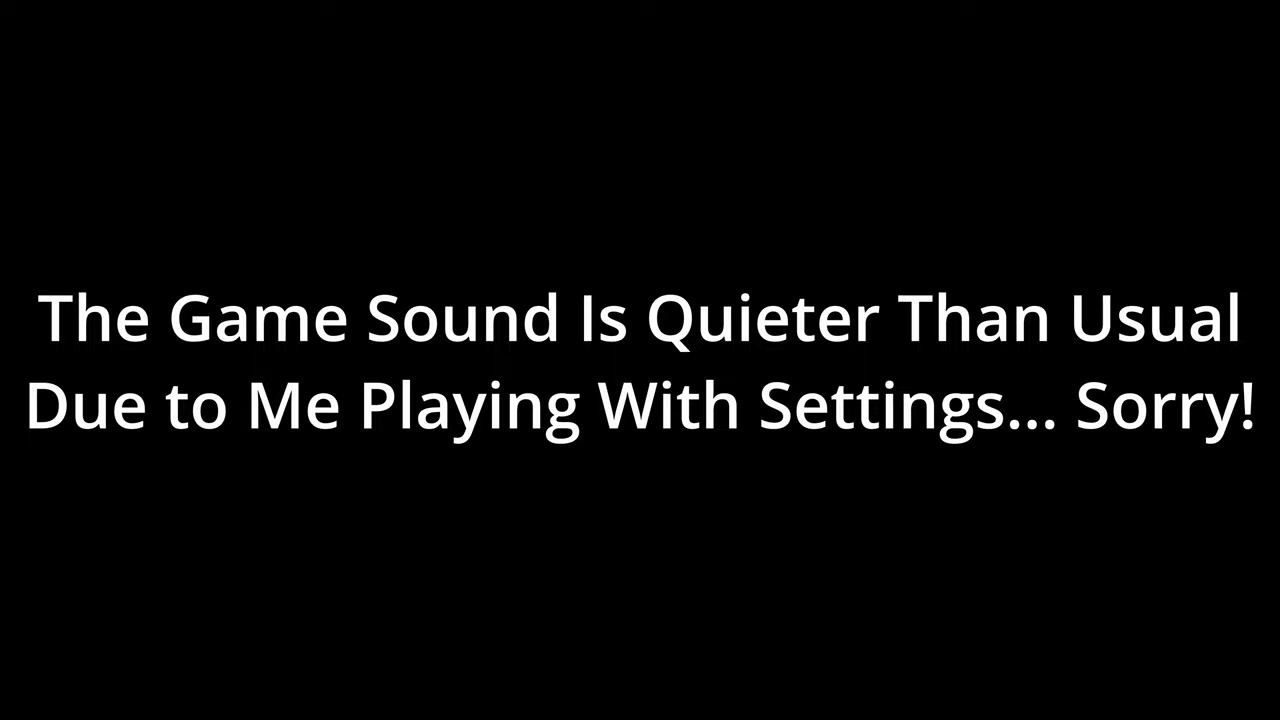 The Game Sound Is Quieter Than Usual
Due to Me Playing With Settings... Sorry!